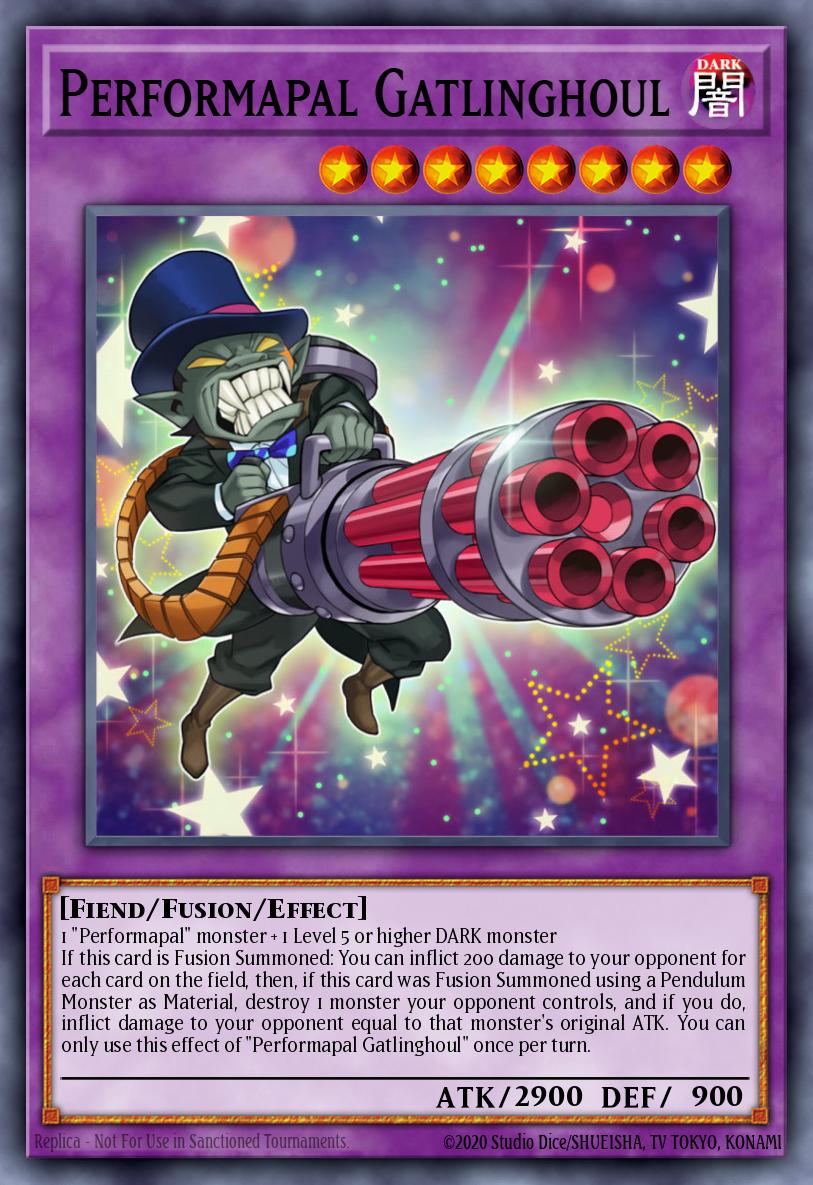 Performapal Gatlinghoul
DARK
闇
[Fiend/Fusion/Effect]
1 "Performapal" monster + 1 Level 5 or higher DARK monster
If this card is Fusion Summoned: You can inflict 200 damage to your opponent for
each card on the field, then, if this card was Fusion Summoned using a Pendulum
Monster as Material, destroy 1 monster your opponent controls, and if you do,
inflict damage to your opponent equal to that monster's original ATK. You can
only use this effect of "Performapal Gatlinghoul" once per turn.
ATK/2900 DEF/ 900
Replica - Not For Use in Sanctioned Tournaments.
©2020 Studio Dice/SHUEISHA, TV TOKYO, KONAMI